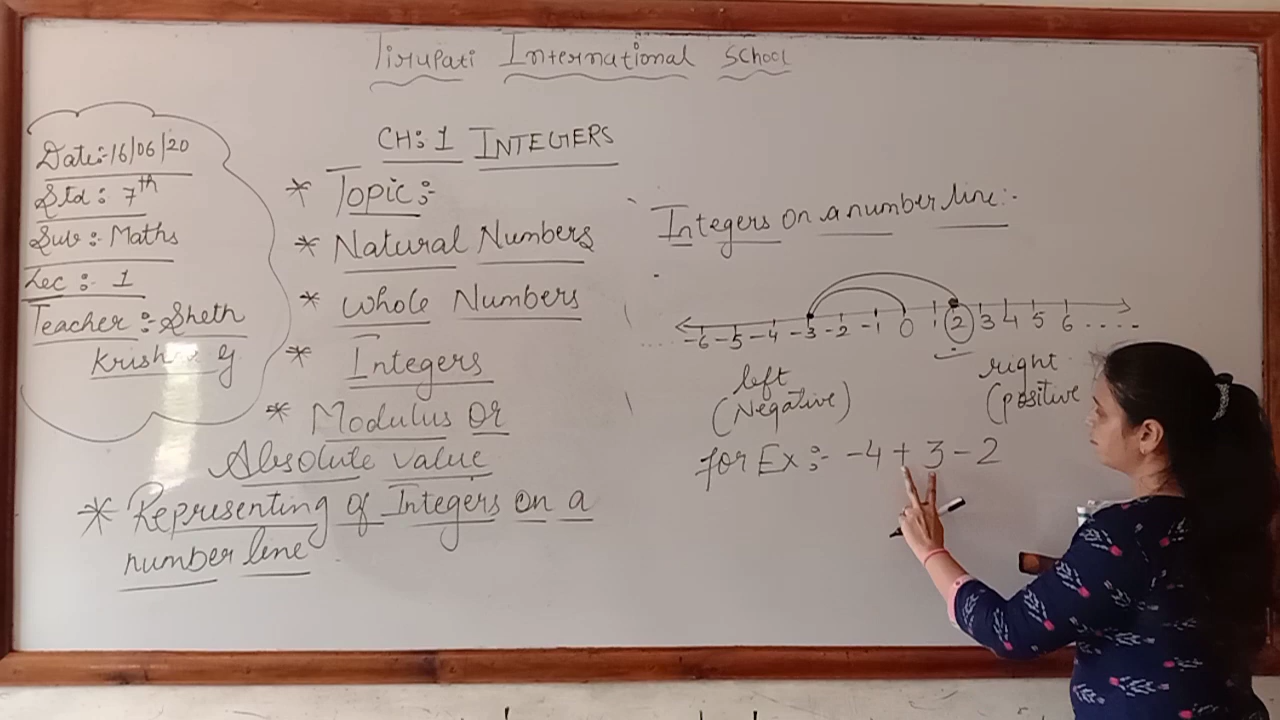 Tirupati International School
Date:-16/06/20
Std : 7th
Sub : Maths
Lec : 1
Teacher : Sheth
CH: 1 INTEGERS
* Topic :-
* Natural Numbers
* Whole Numbers
* Integers
* Modulus or
Absolute value
* Representing of Integers on a
number line
Integers on a number line:-
-6 -5 -4 -3 -2 -1 0 1 2 3 4 5 6 .....
left
(Negative)
right
(positive
for Ex :- -4 + 3 - 2